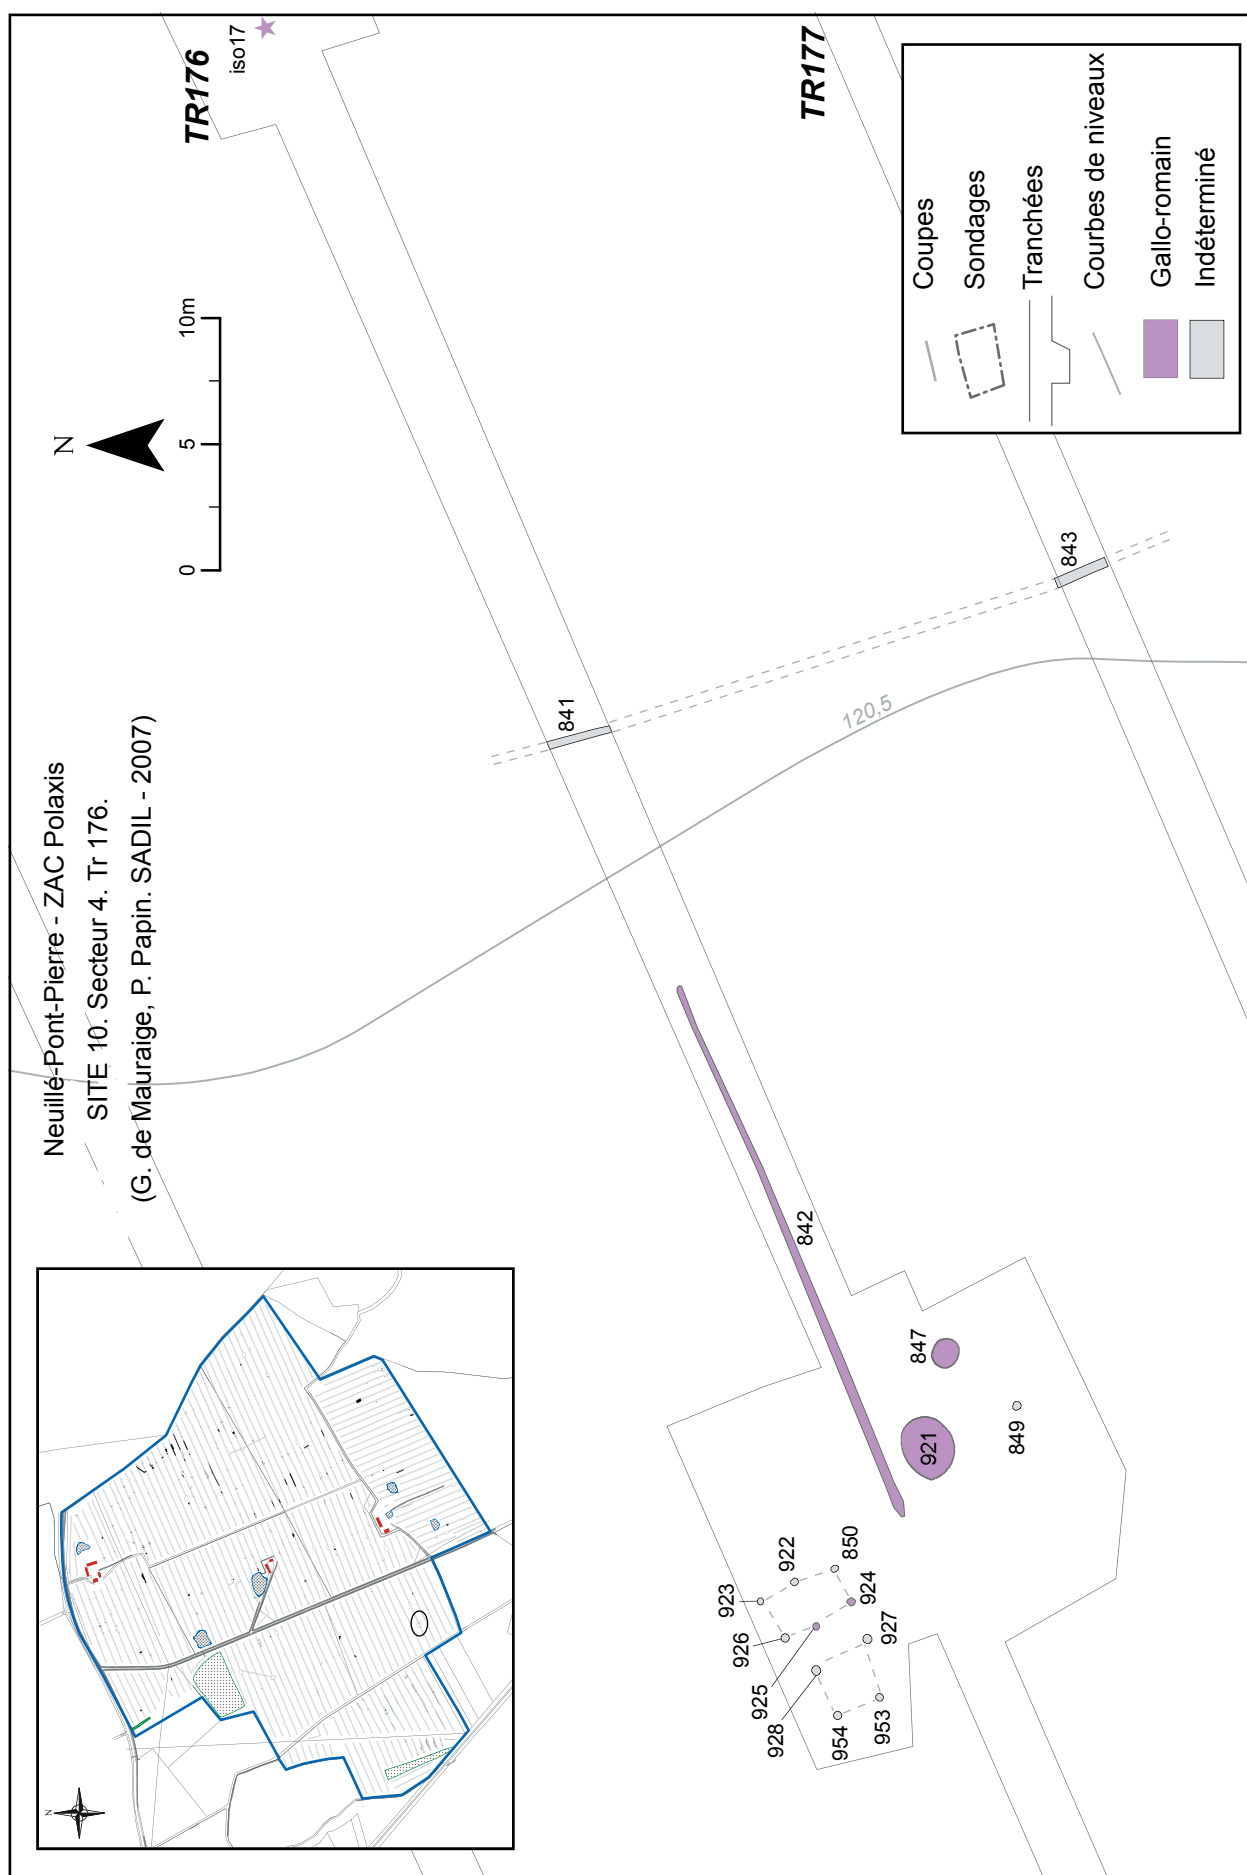 Neuillé-Pont-Pierre - ZAC Polaxis
SITE 10. Secteur 4. Tr 176.
(G. de Mauraige, P. Papin. SADIL - 2007)
N
0
5
10m
TR176
iso17
TR177
N
841
843
120,5
842
847
921
849
923
922
850
926
924
925
927
928
954
953
Coupes
Sondages
Tranchées
Courbes de niveaux
Gallo-romain
Indéterminé